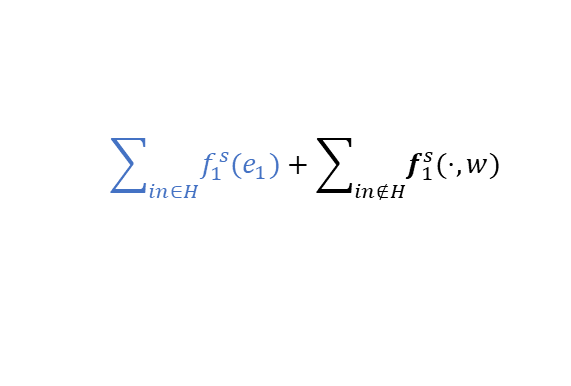 ∑_{in∈H} f_1^s(e_1) + ∑_{in∉H} 𝒇_1^s(·, w)